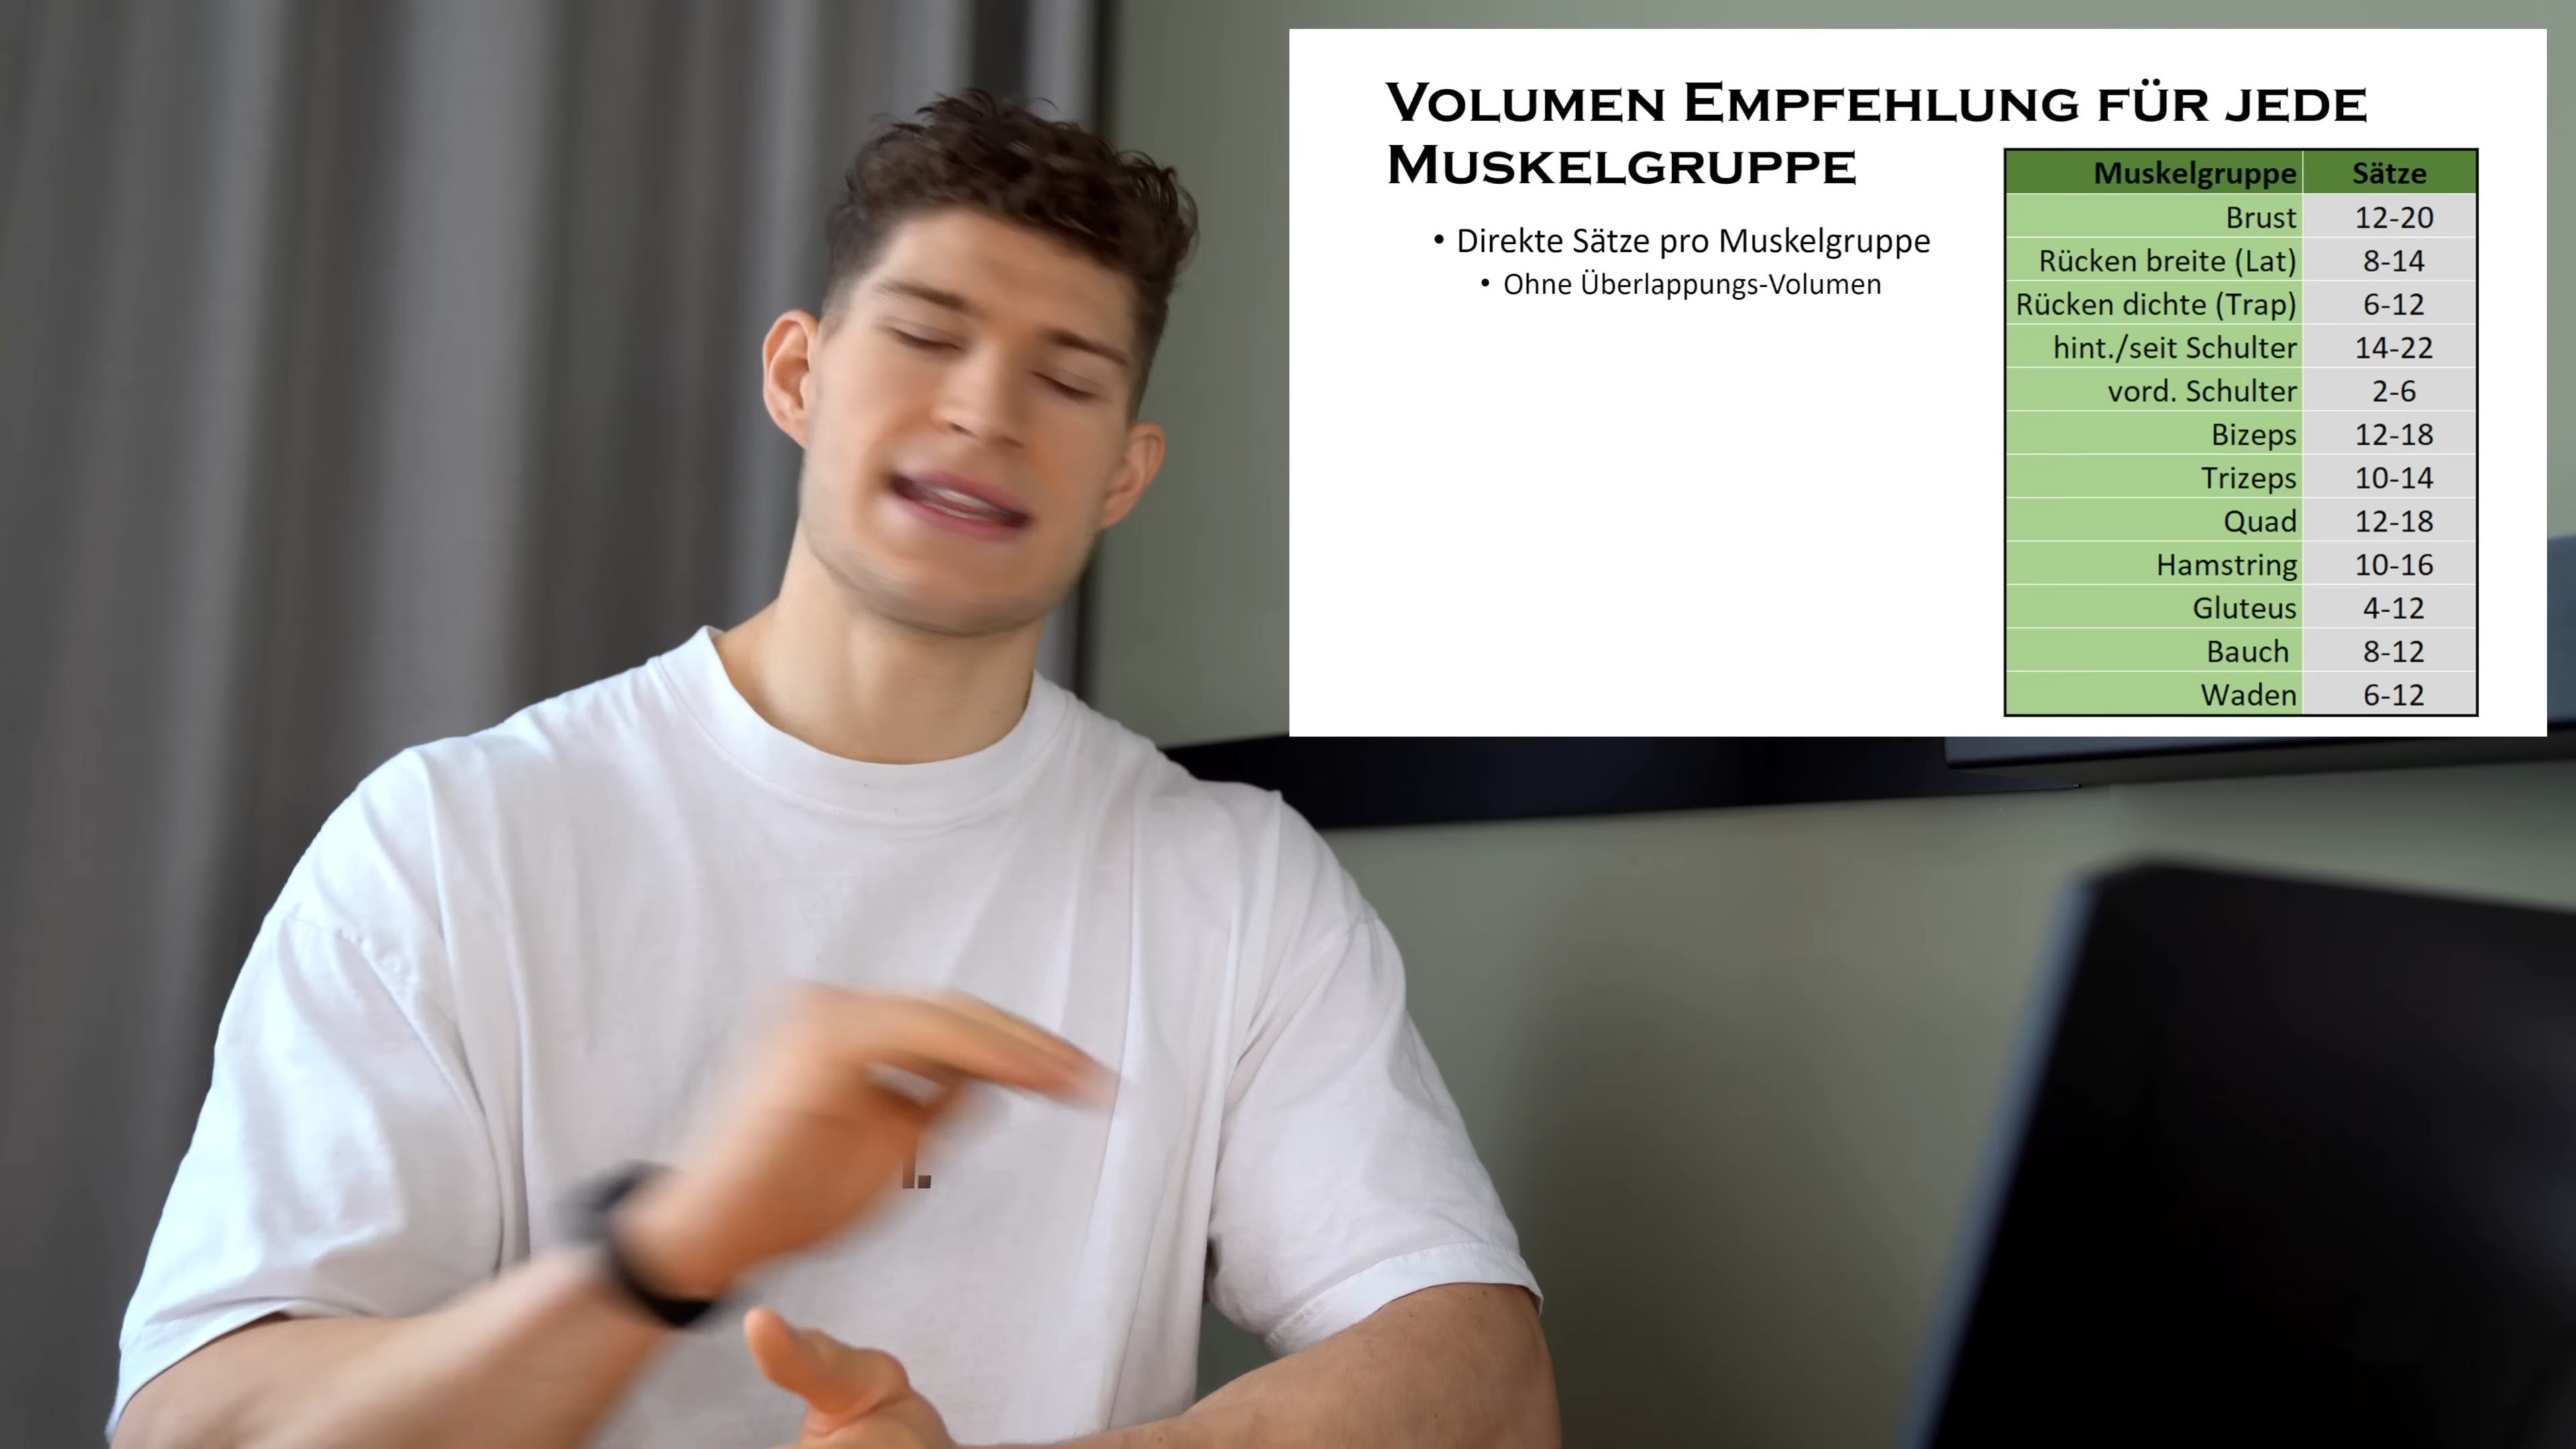 VOLUMEN EMPFEHLUNG FÜR JEDE
MUSKELGRUPPE
• Direkte Sätze pro Muskelgruppe
• Ohne Überlappungs-Volumen
Muskelgruppe Sätze
Brust 12-20
Rücken breite (Lat) 8-14
Rücken dichte (Trap) 6-12
hint./seit Schulter 14-22
vord. Schulter 2-6
Bizeps 12-18
Trizeps 10-14
Quad 12-18
Hamstring 10-16
Gluteus 4-12
Bauch 8-12
Waden 6-12